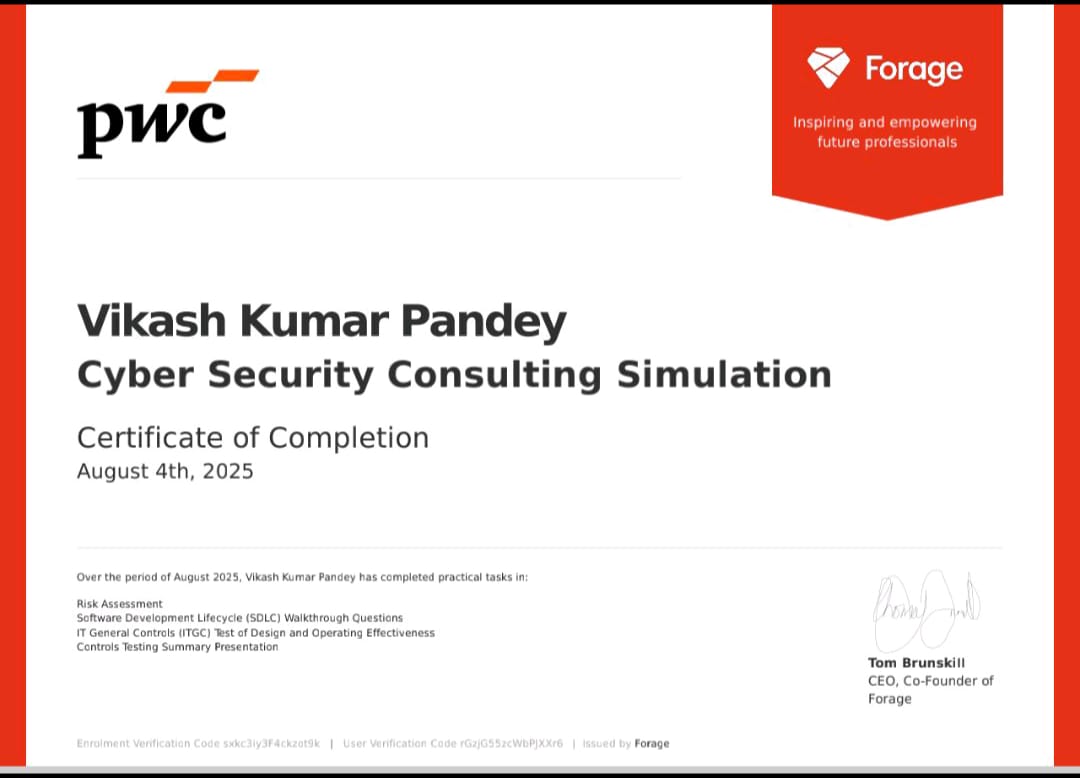 pwc
Forage
Inspiring and empowering
future professionals
Vikash Kumar Pandey
Cyber Security Consulting Simulation
Certificate of Completion
August 4th, 2025
Over the period of August 2025, Vikash Kumar Pandey has completed practical tasks in:
Risk Assessment
Software Development Lifecycle (SDLC) Walkthrough Questions
IT General Controls (ITGC) Test of Design and Operating Effectiveness
Controls Testing Summary Presentation
Tom Brunskill
CEO, Co-Founder of
Forage
Enrolment Verification Code sxkc3iy3F4ckzot9k | User Verification Code rGzjG55zcWbPJXXr6 | Issued by Forage